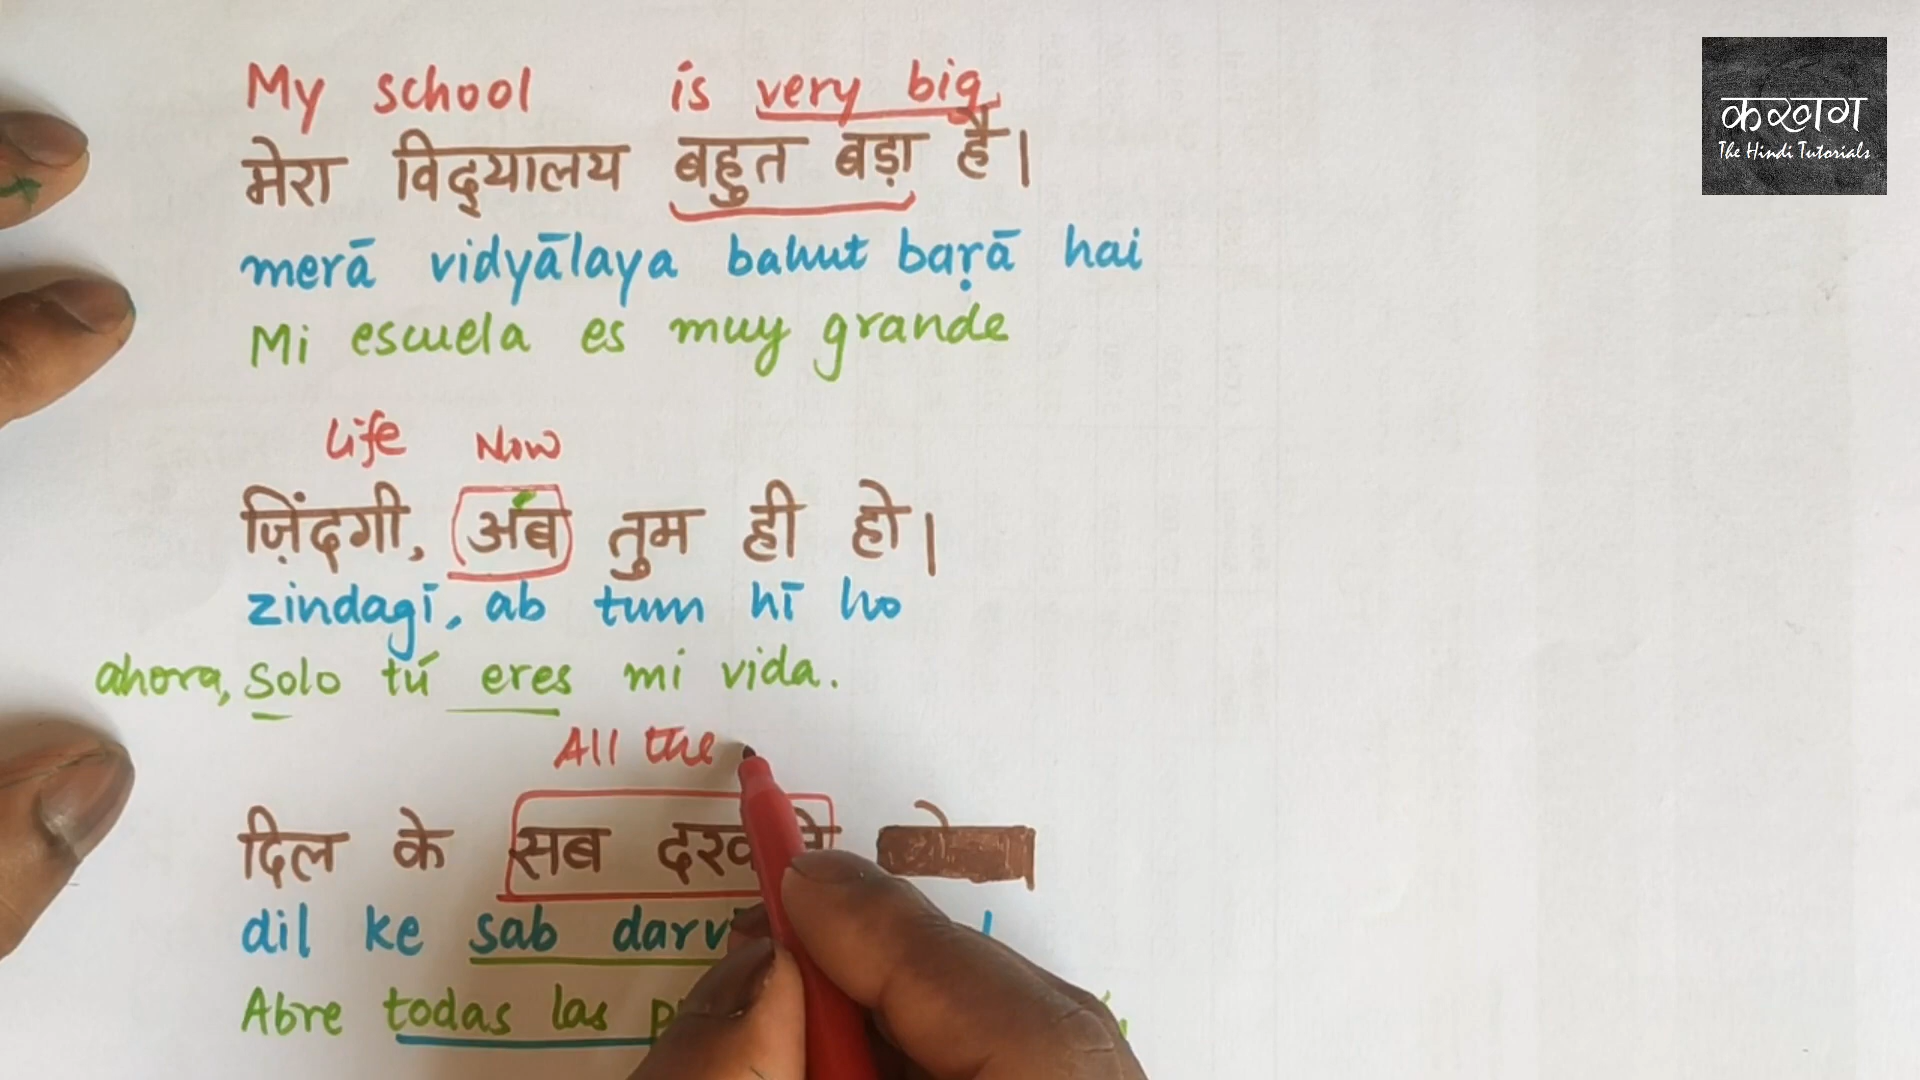 My school is very big
मेरा विद्यालय बहुत बड़ा है।
merā vidyālaya bahut baṛā hai
Mi escuela es muy grande
Life Now
ज़िंदगी, अब तुम ही हो।
zindagī, ab tum hī ho
ahora, solo tú eres mi vida.
All the
दिल के सब
dil ke sab
Abre todas las
कखग
The Hindi Tutorials